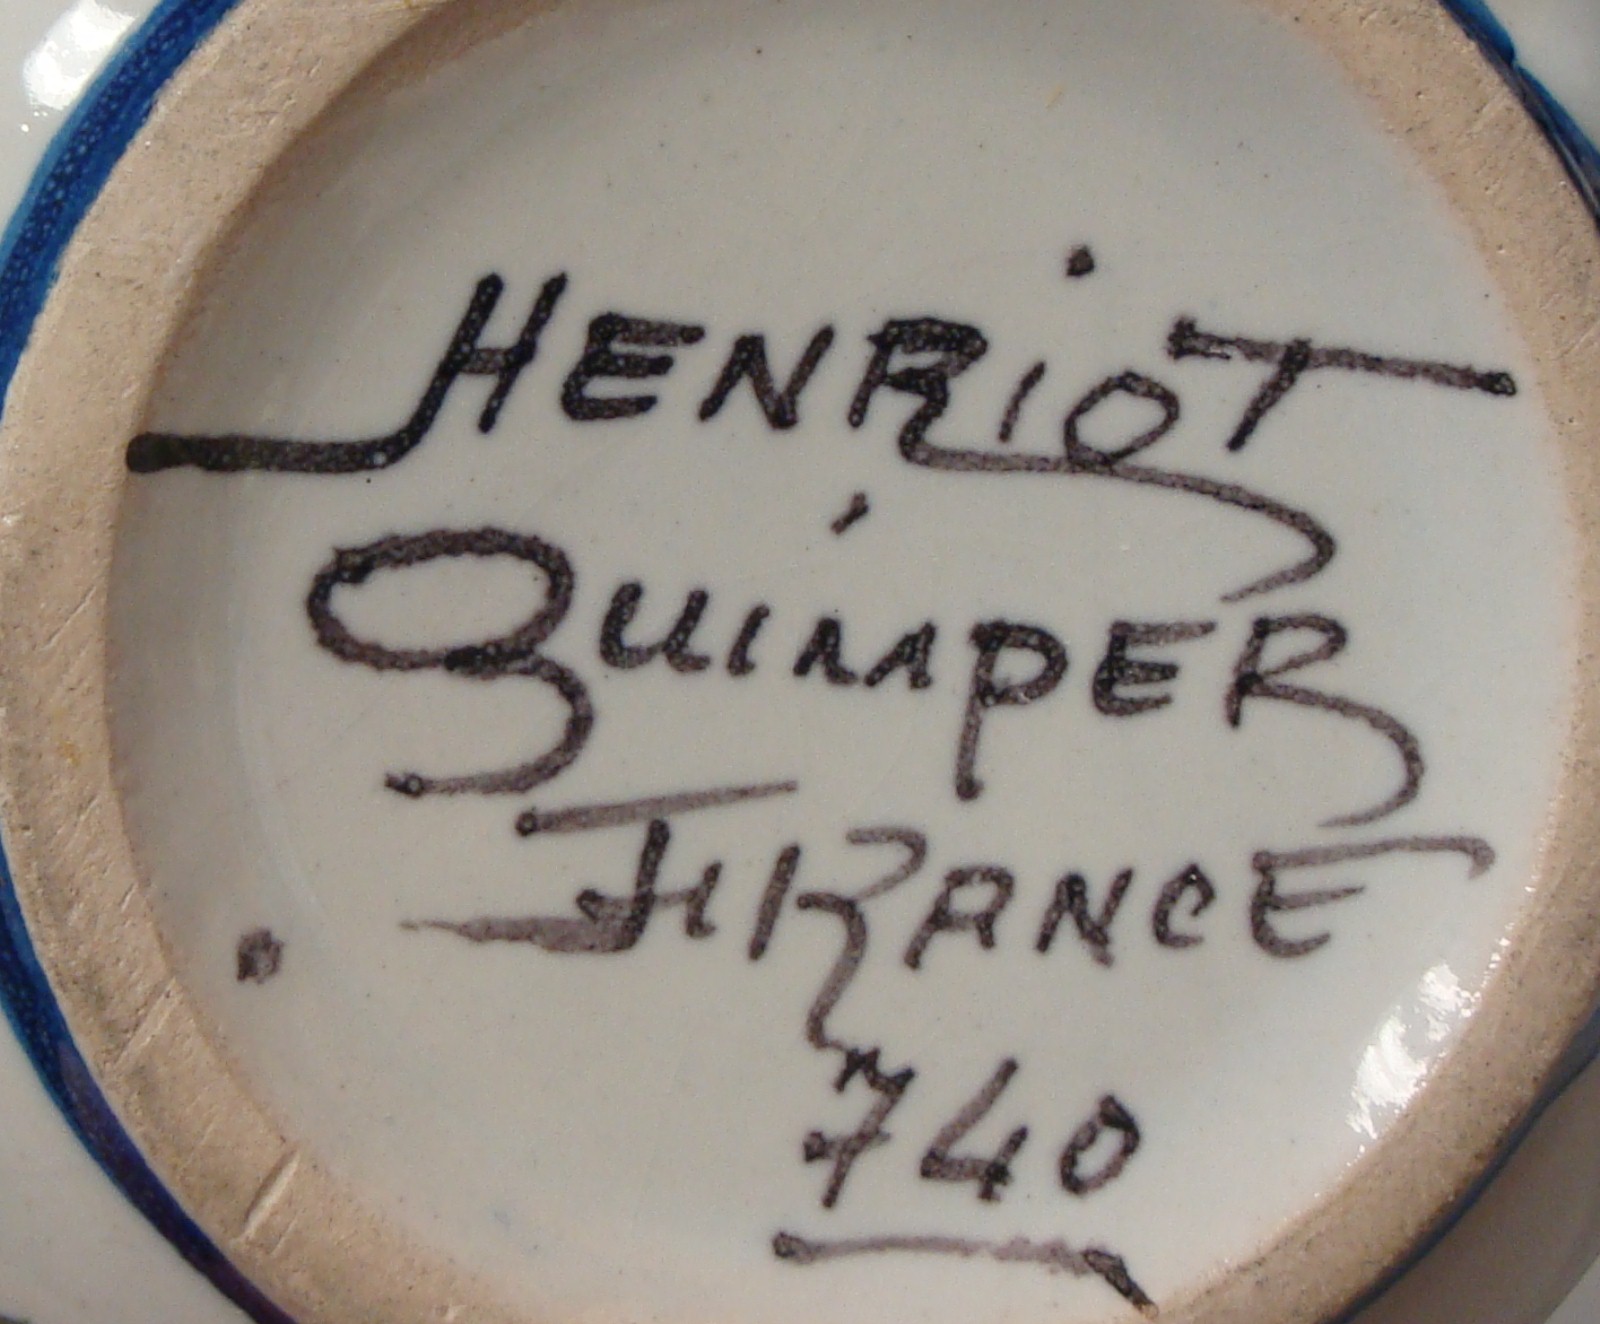 HENRiOT
QUiMPER
FRANCE
740